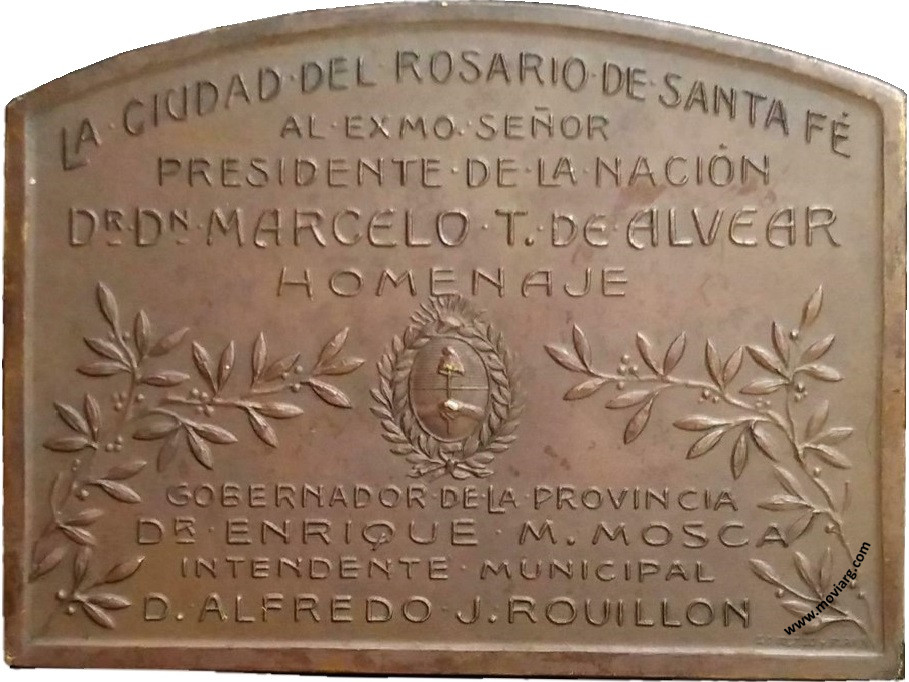 LA·CIUDAD·DEL·ROSARIO·DE·SANTA FÉ
AL·EXMO.·SEÑOR
PRESIDENTE·DE·LA·NACIÓN
DR·DN·MARCELO·T.·DE·ALVEAR
HOMENAJE
GOBERNADOR DE LA·PROVINCIA
DR·ENRIQUE·M. MOSCA
INTENDENTE·MUNICIPAL
D. ALFREDO·J. ROUILLON
www.moviarg.com